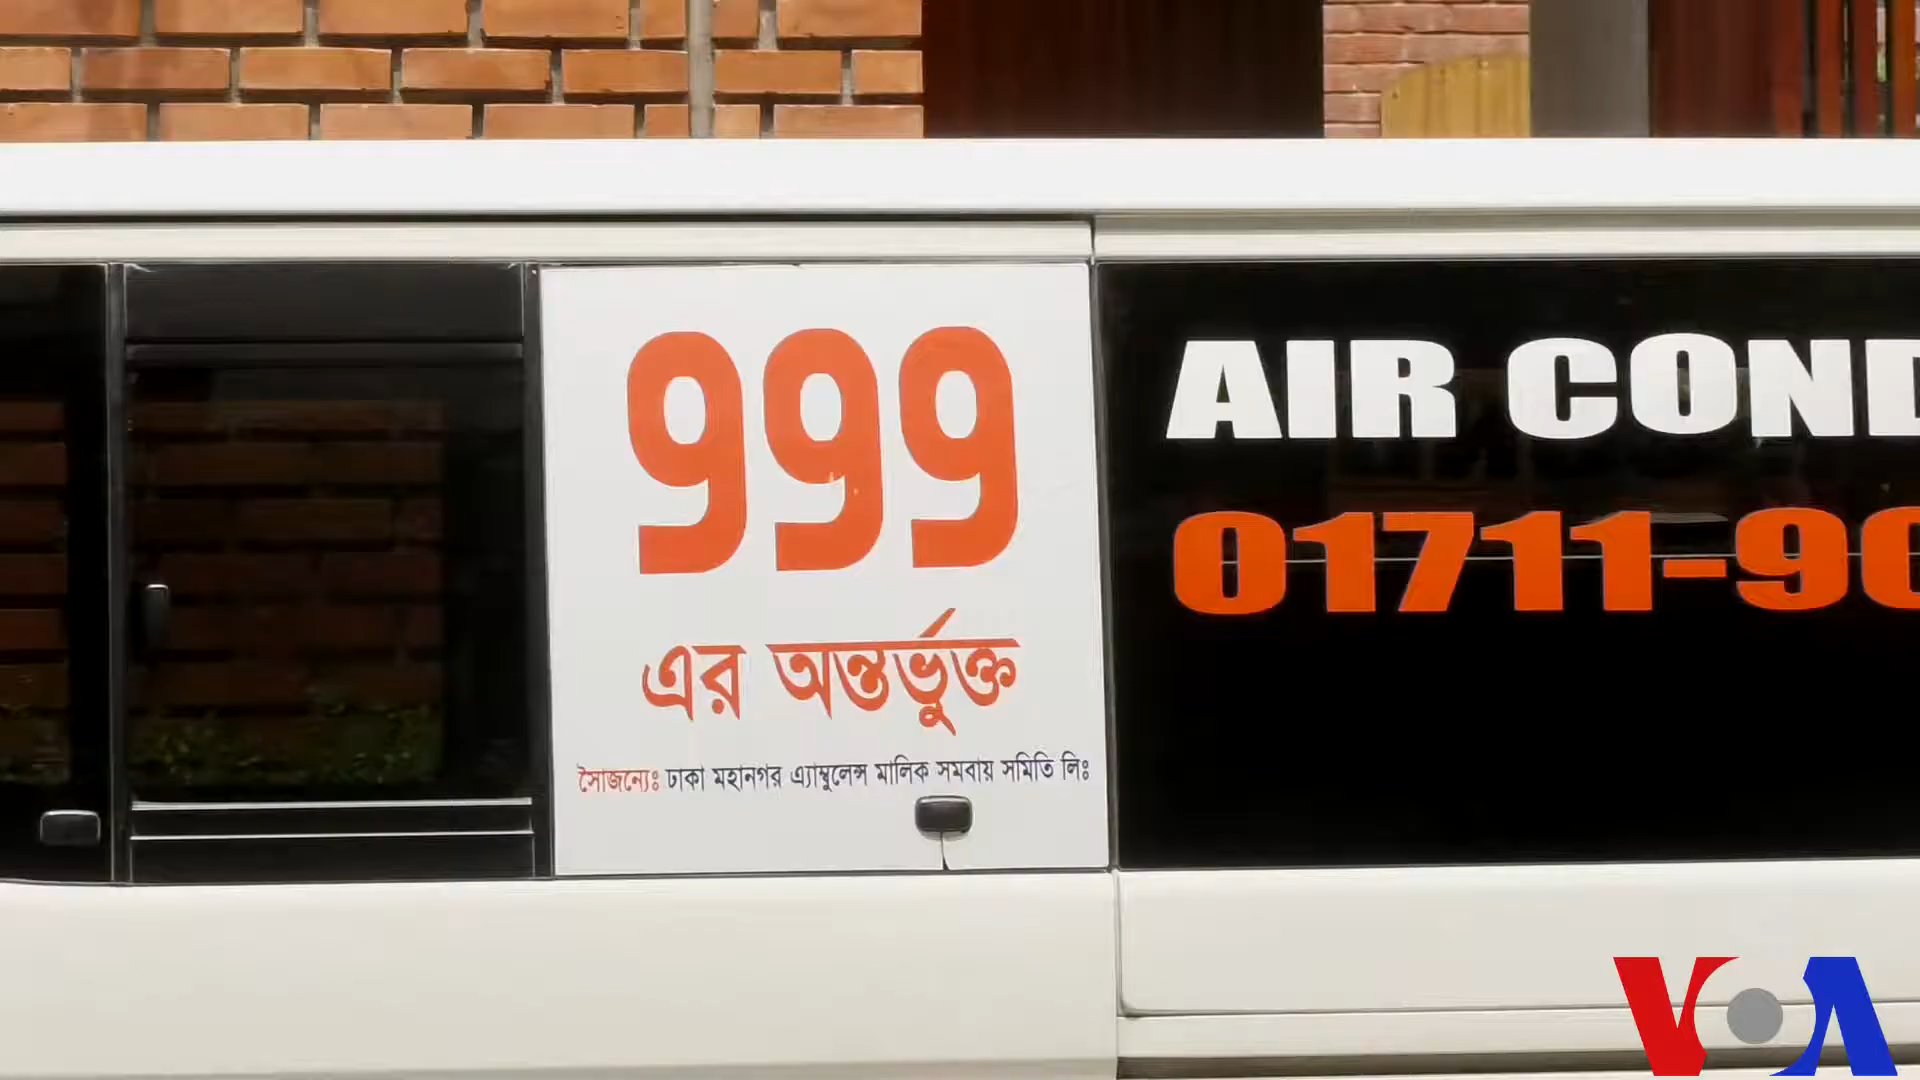 999
এর অন্তর্ভুক্ত
সৌজন্যেঃ ঢাকা মহানগর এ্যাম্বুলেন্স মালিক সমবায় সমিতি লিঃ
AIR COND
01711-90
VOA